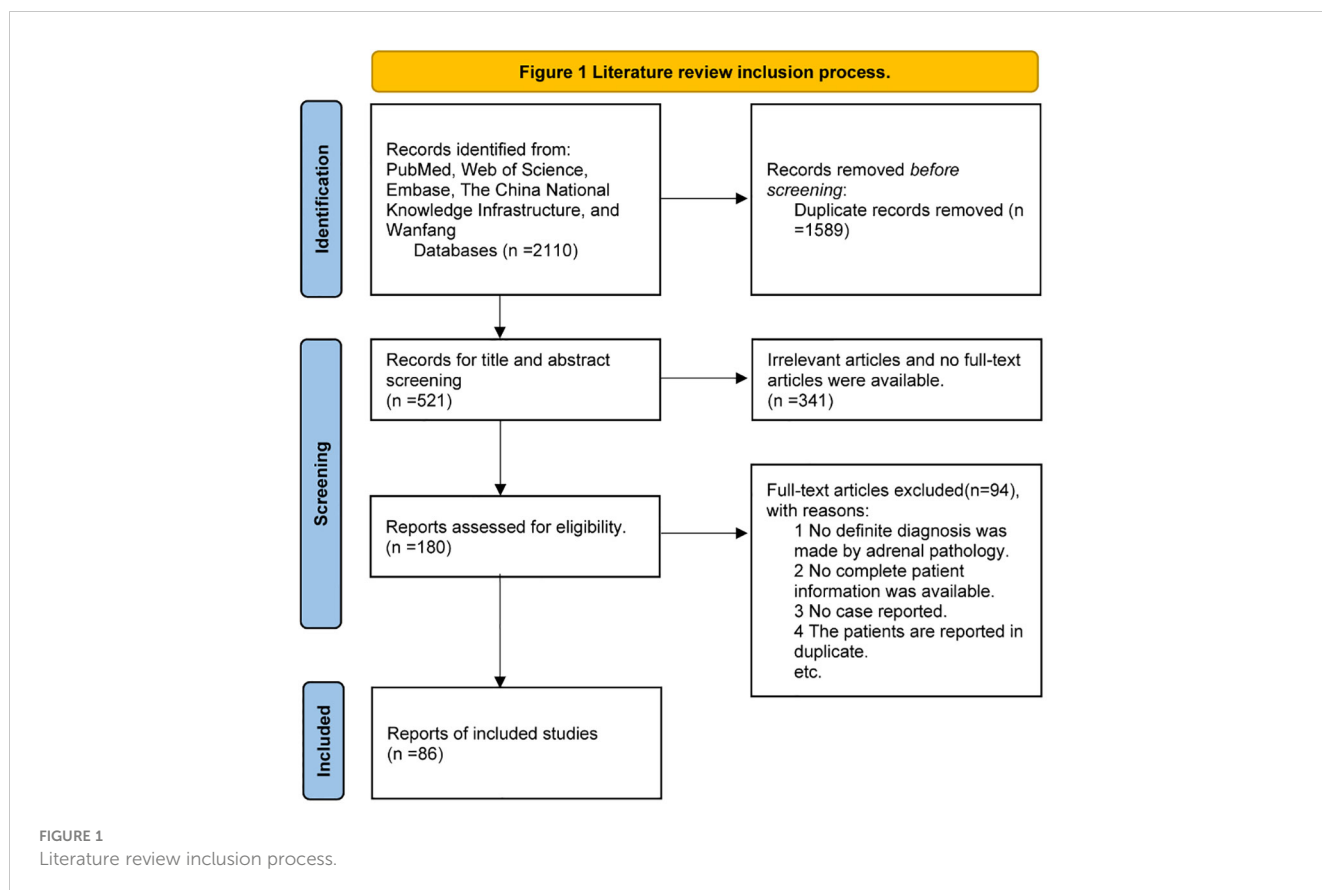 Figure 1 Literature review inclusion process.
Identification
Records identified from:
PubMed, Web of Science,
Embase, The China National
Knowledge Infrastructure, and
Wanfang
Databases (n =2110)
Records removed before
screening:
Duplicate records removed (n
=1589)
Screening
Records for title and abstract
screening
(n =521)
Irrelevant articles and no full-text
articles were available.
(n =341)
Reports assessed for eligibility.
(n =180)
Full-text articles excluded(n=94),
with reasons:
1 No definite diagnosis was
made by adrenal pathology.
2 No complete patient
information was available.
3 No case reported.
4 The patients are reported in
duplicate.
etc.
Included
Reports of included studies
(n =86)
FIGURE 1
Literature review inclusion process.